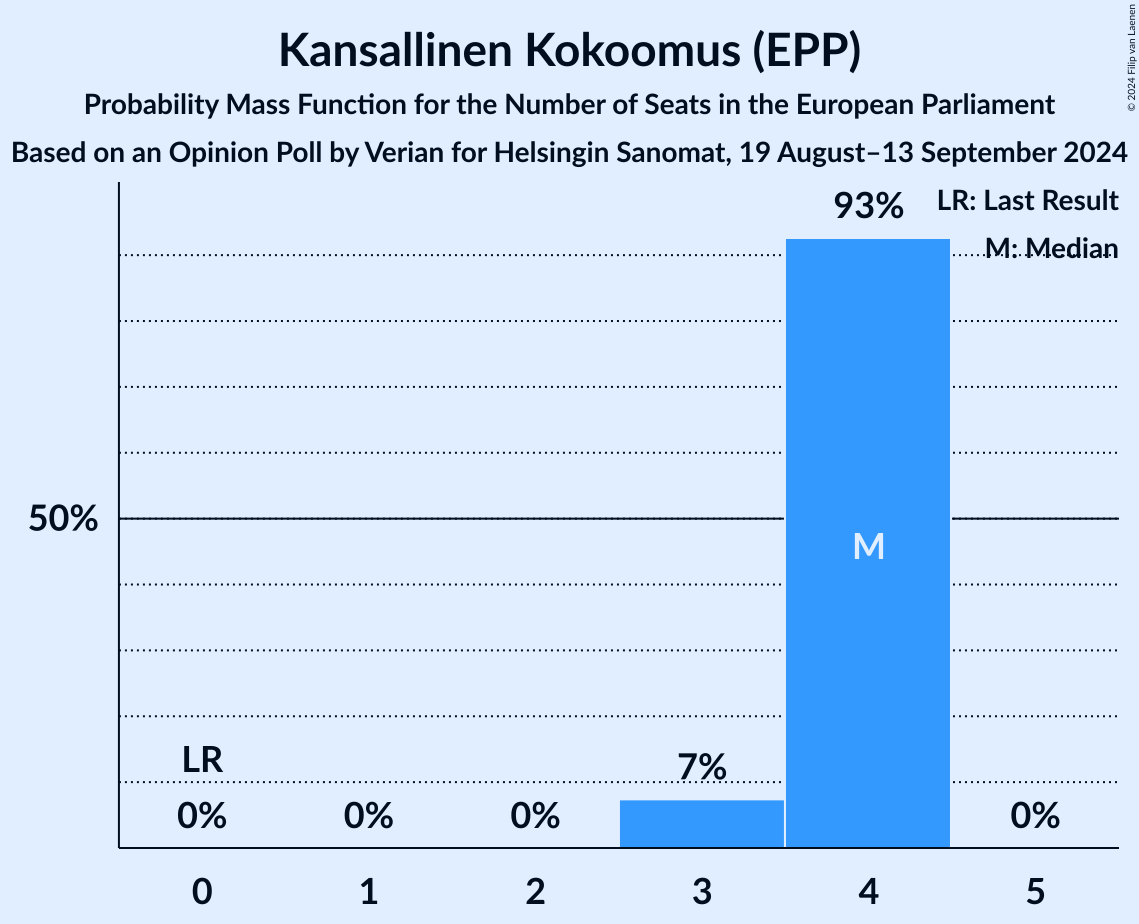 Kansallinen Kokoomus (EPP)
Probability Mass Function for the Number of Seats in the European Parliament
Based on an Opinion Poll by Verian for Helsingin Sanomat, 19 August–13 September 2024
© 2024 Filip van Laenen
LR: Last Result
M: Median
93%
50%
M
LR
7%
0% 0% 0% 0%
0 1 2 3 4 5